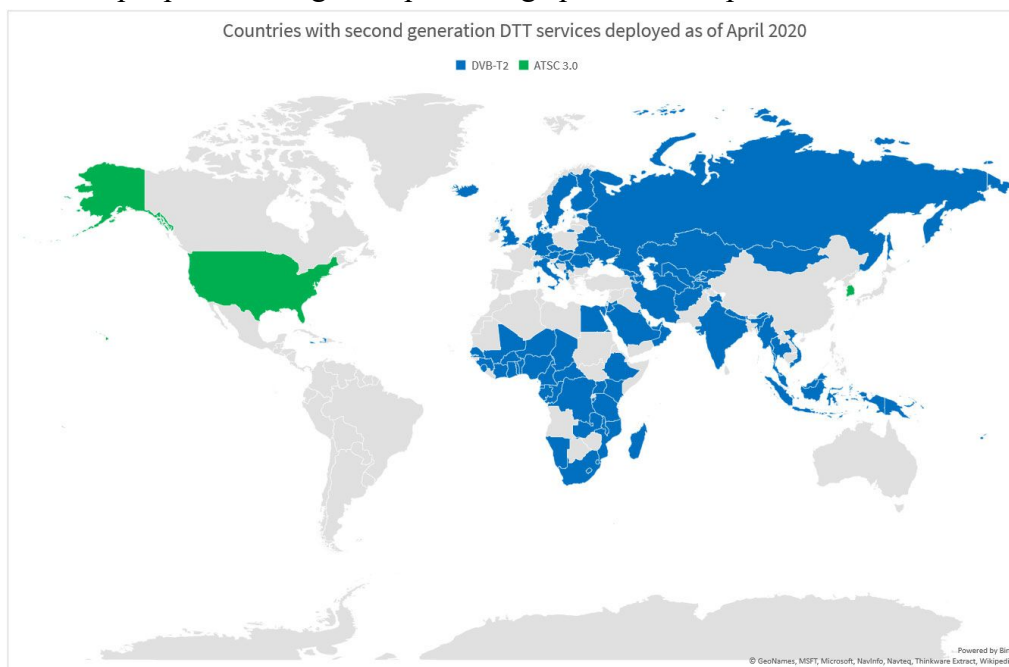 Countries with second generation DTT services deployed as of April 2020
DVB-T2 ATSC 3.0
Powered by Bin
© GeoNames, MSFT, Microsoft, NavInfo, Navteq, Thinkware Extract, Wikipedi